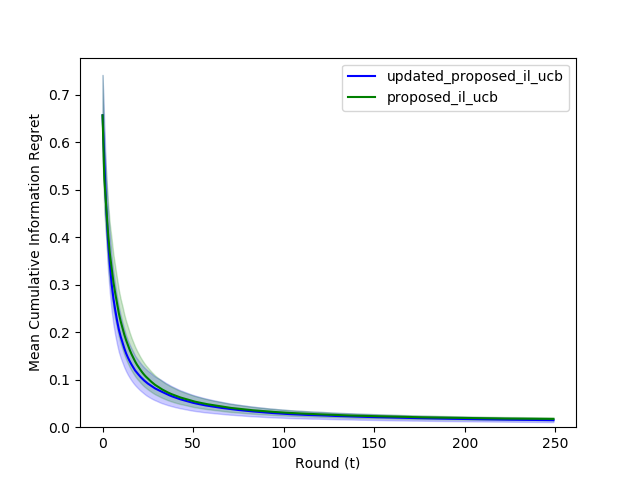 updated_proposed_il_ucb
proposed_il_ucb
Mean Cumulative Information Regret
0.7
0.6
0.5
0.4
0.3
0.2
0.1
0.0
0 50 100 150 200 250
Round (t)